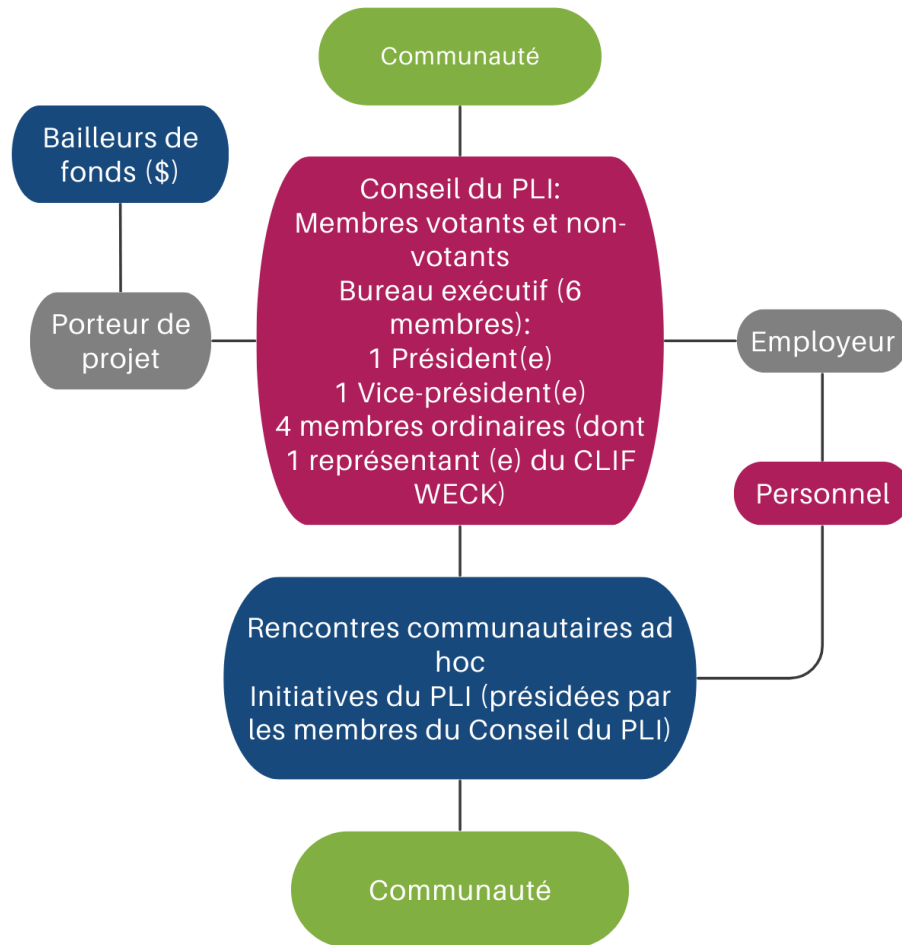 Communauté
Bailleurs de
fonds ($)
Conseil du PLI:
Membres votants et non-
votants
Bureau exécutif (6
membres):
1 Président(e)
1 Vice-président(e)
4 membres ordinaires (dont
1 représentant (e) du CLIF
WECK)
Porteur de
projet
Employeur
Personnel
Rencontres communautaires ad
hoc
Initiatives du PLI (présidées par
les membres du Conseil du PLI)
Communauté